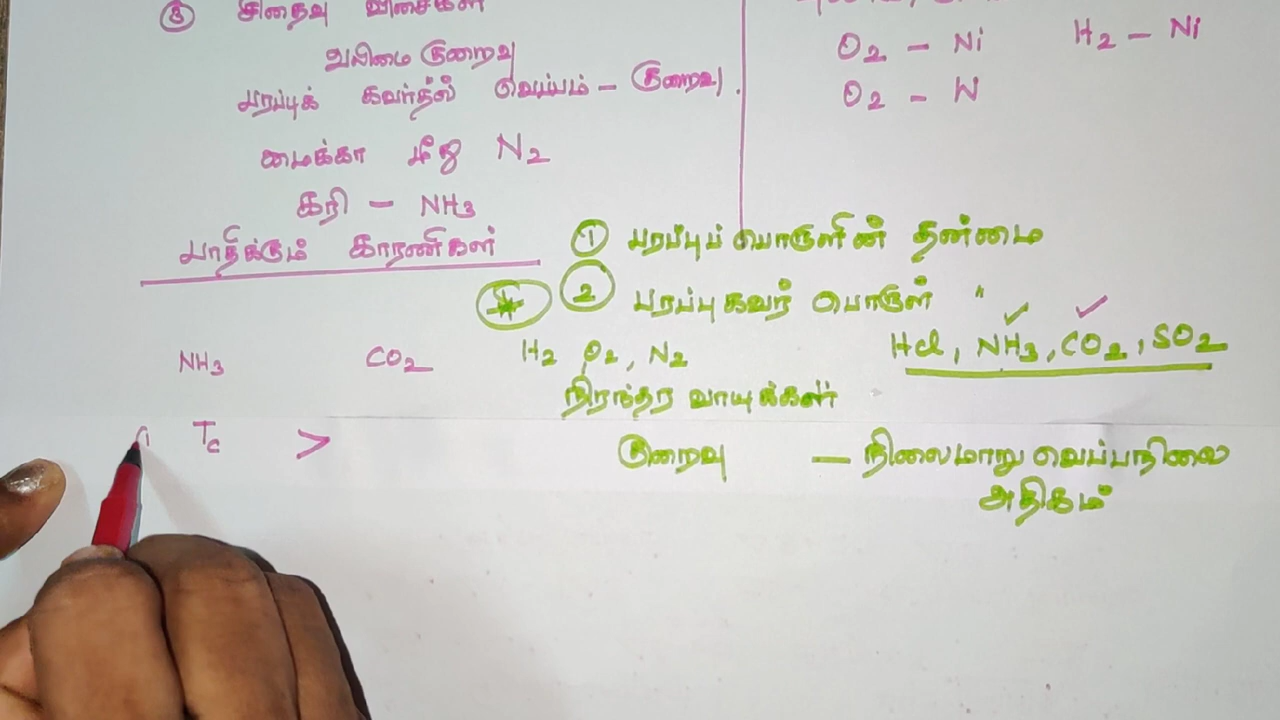 ③ சிதைவு விசைகள்
வலிமை குறைவு
பரப்புக் கவர்தல் வெப்பம் – குறைவு.
மைக்கா மீது N₂
கரி – NH₃
O₂ – Ni H₂ – Ni
O₂ – W
பாதிக்கும் காரணிகள்
① பரப்புப் பொருளின் தன்மை
② பரப்பு கவர் பொருள் "
HCl, NH₃, CO₂, SO₂
NH₃ CO₂ H₂ O₂, N₂
நிரந்தர வாயுக்கள்
Tc >
குறைவு – நிலைமாறு வெப்பநிலை
அதிகம்